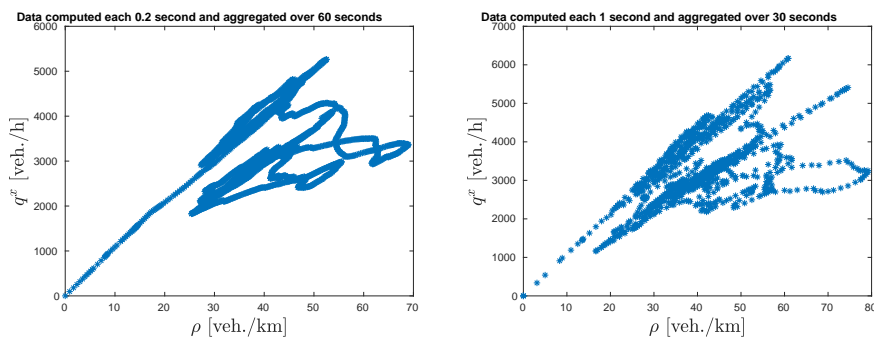 Data computed each 0.2 second and aggregated over 60 seconds
6000
5000
4000
3000
2000
1000
0
q^x [veh./h]
0 10 20 30 40 50 60 70
ρ [veh./km]
Data computed each 1 second and aggregated over 30 seconds
7000
6000
5000
4000
3000
2000
1000
0
q^x [veh./h]
0 10 20 30 40 50 60 70 80
ρ [veh./km]